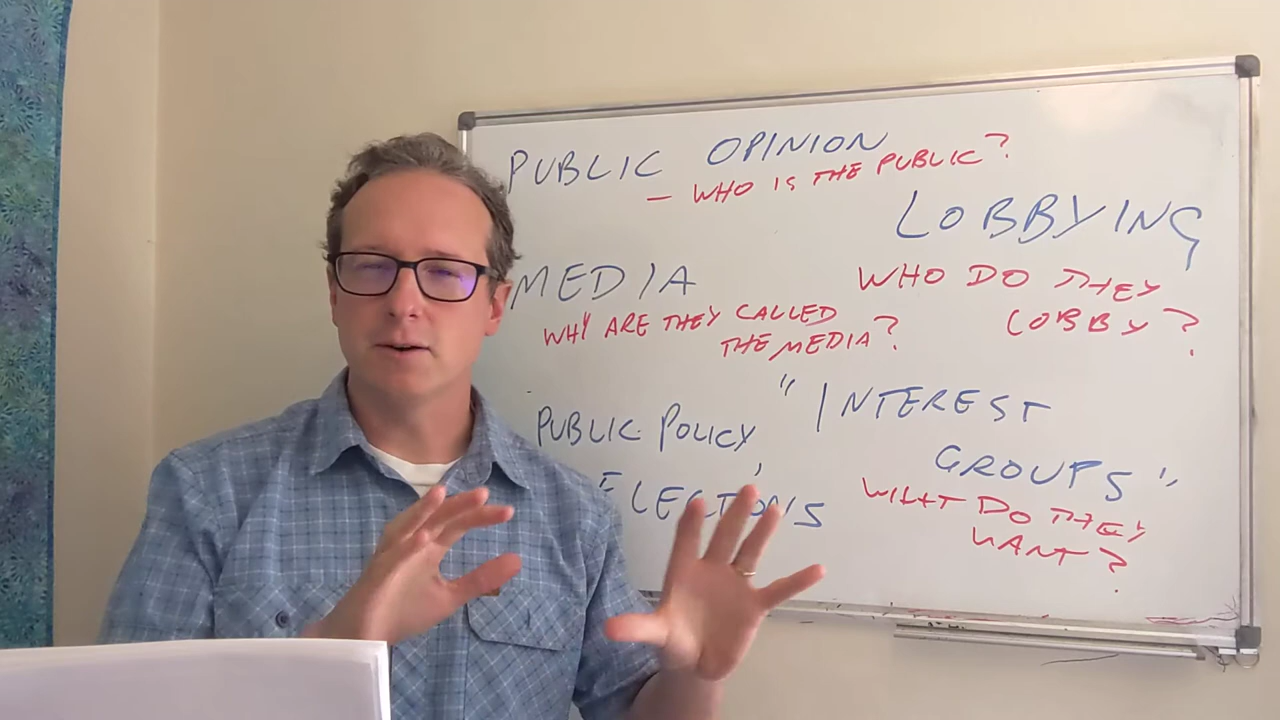 PUBLIC OPINION
— WHO IS THE PUBLIC?
LOBBYING
WHO DO THEY
LOBBY?
MEDIA
WHY ARE THEY CALLED
THE MEDIA?
PUBLIC POLICY
ELECTIONS
"INTEREST
GROUPS"
WHAT DO THEY
WANT?